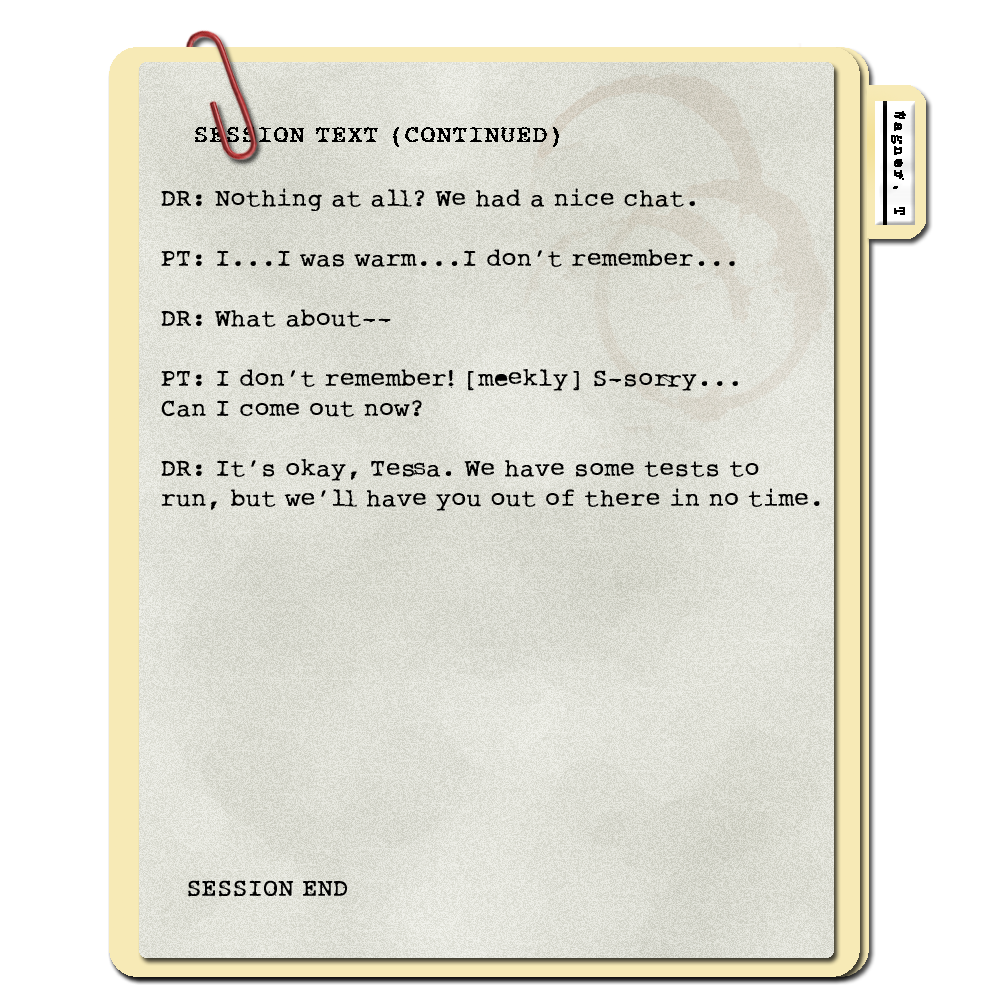 SESSION TEXT (CONTINUED)
DR: Nothing at all? We had a nice chat.
PT: I...I was warm...I don't remember...
DR: What about--
PT: I don't remember! [meekly] S-sorry...
Can I come out now?
DR: It's okay, Tessa. We have some tests to
run, but we'll have you out of there in no time.
SESSION END
Wagner, T